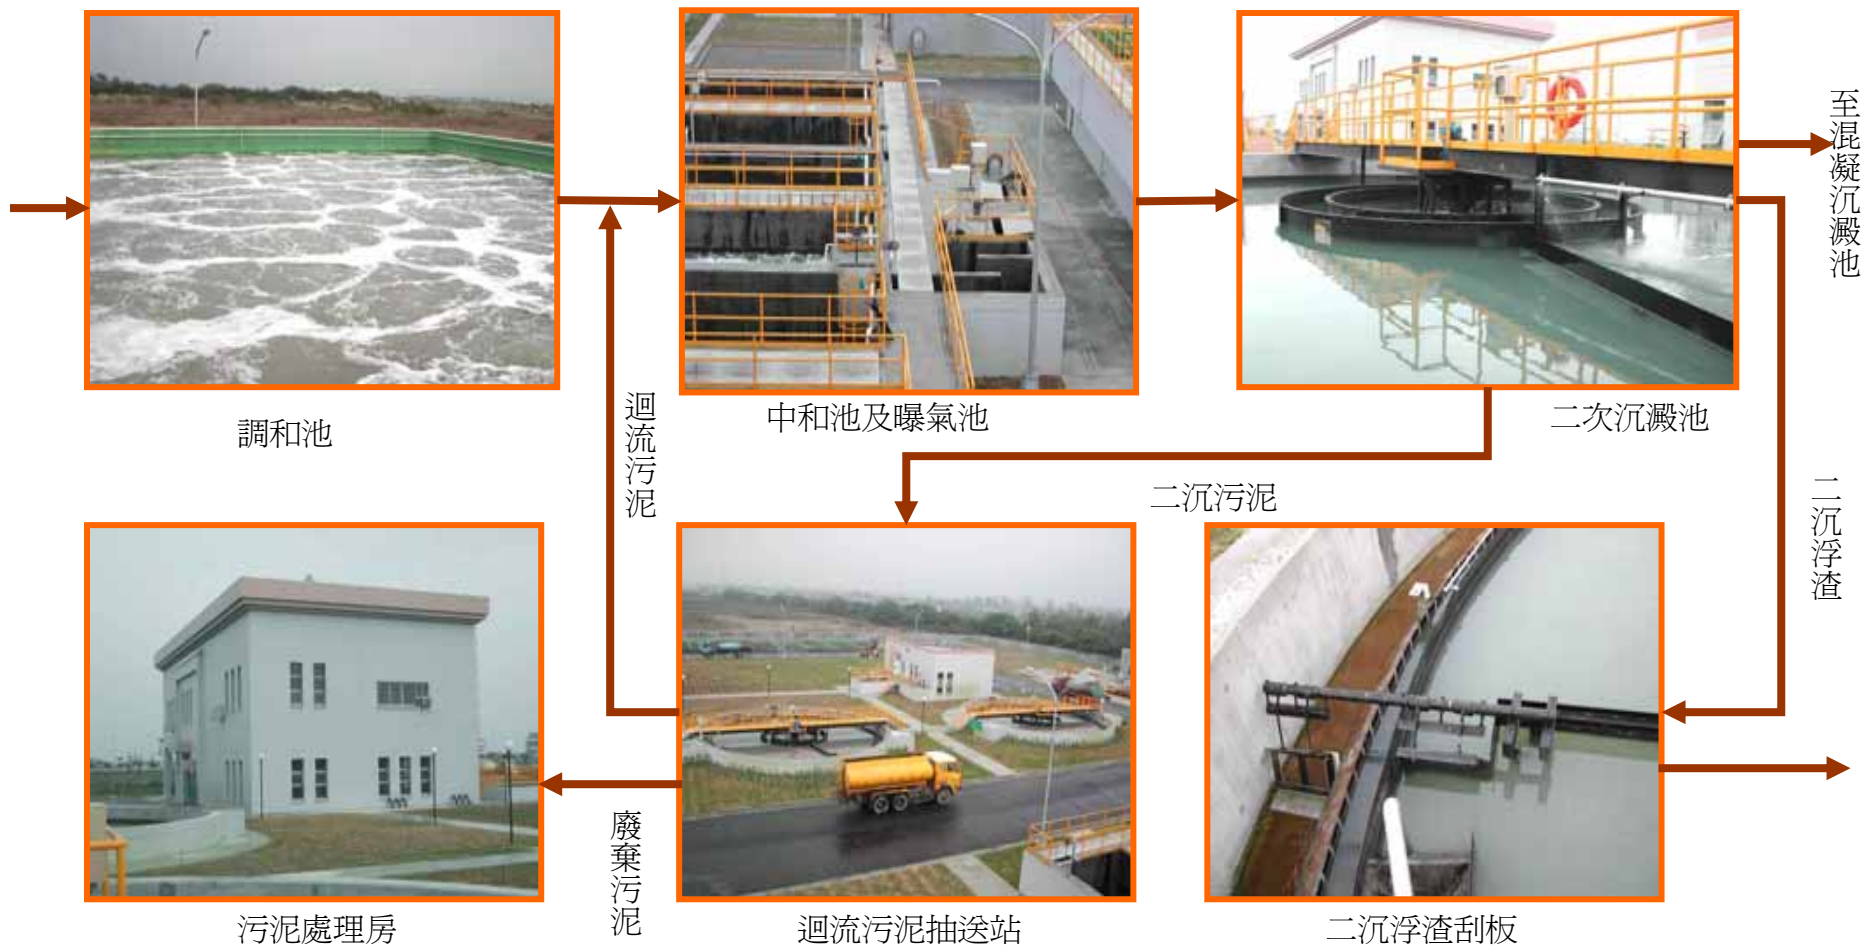 至混凝沉澱池
調和池
迴流污泥
中和池及曝氣池
二次沉澱池
二沉污泥
二沉浮渣
污泥處理房
廢棄污泥
迴流污泥抽送站
二沉浮渣刮板